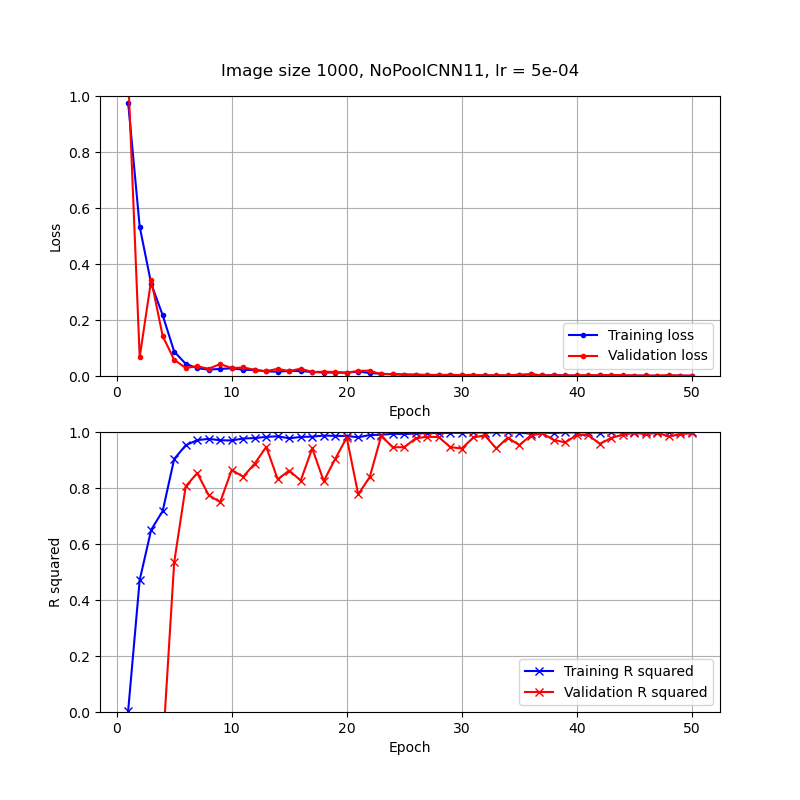 Image size 1000, NoPoolCNN11, lr = 5e-04
1.0
0.8
0.6
0.4
0.2
0.0
Loss
Training loss
Validation loss
0 10 20 30 40 50
Epoch
1.0
0.8
0.6
0.4
0.2
0.0
R squared
Training R squared
Validation R squared
0 10 20 30 40 50
Epoch